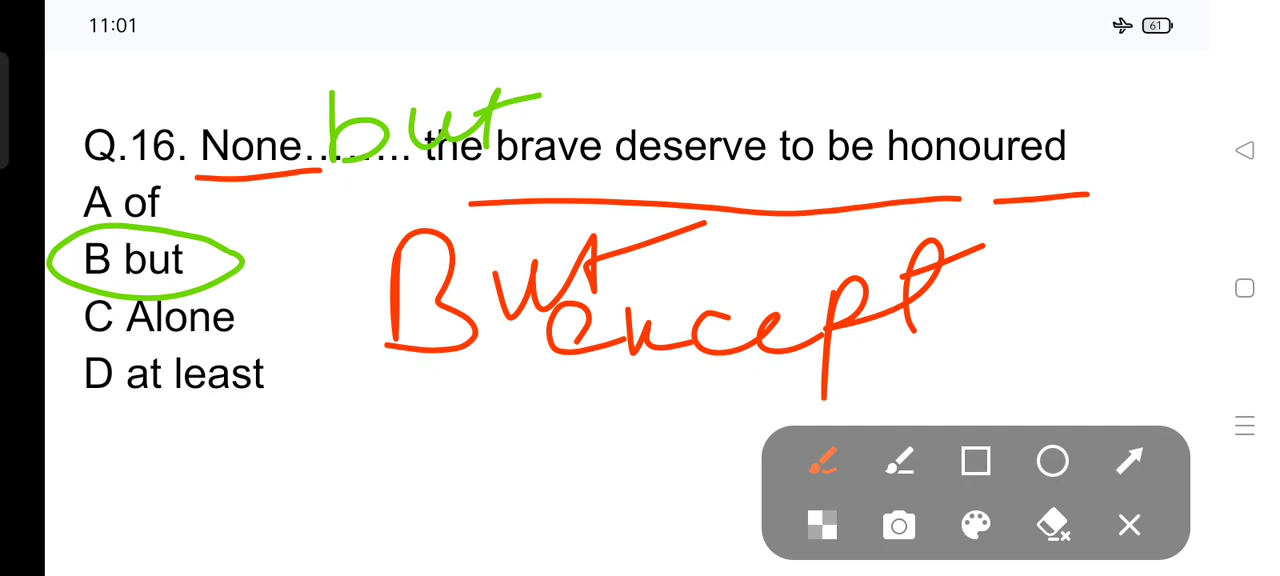 11:01
61
but
Q.16. None........ the brave deserve to be honoured
A of
B but
But
C Alone
except
D at least